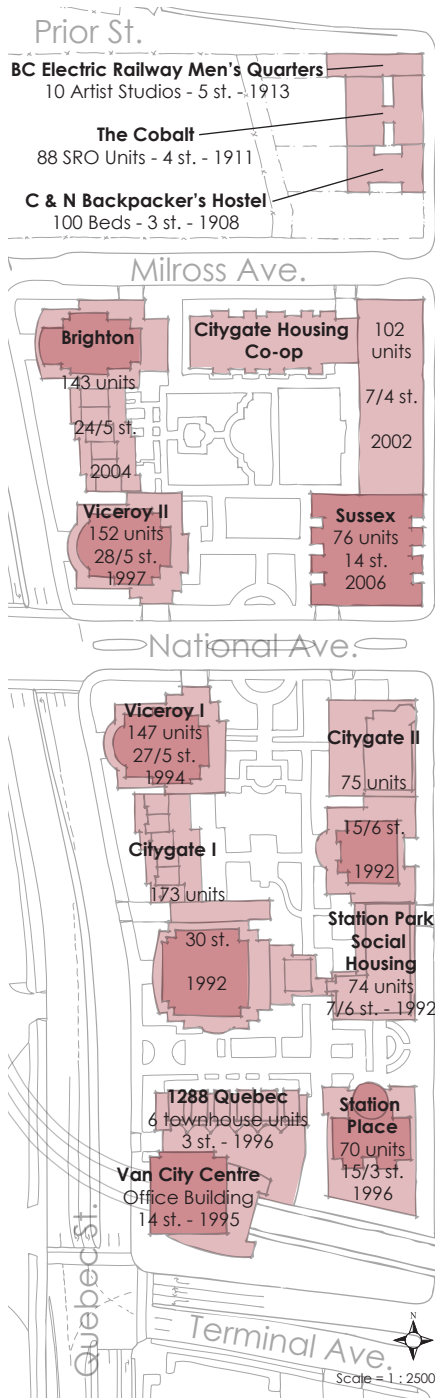 Prior St.
BC Electric Railway Men's Quarters
10 Artist Studios - 5 st. - 1913
The Cobalt
88 SRO Units - 4 st. - 1911
C & N Backpacker's Hostel
100 Beds - 3 st. - 1908
Milross Ave.
Brighton
143 units
24/5 st.
2004
Citygate Housing
Co-op
102
units
7/4 st.
2002
Viceroy II
152 units
28/5 st.
1997
Sussex
76 units
14 st.
2006
National Ave.
Viceroy I
147 units
27/5 st.
1994
Citygate II
75 units
15/6 st.
1992
Citygate I
173 units
30 st.
1992
Station Park
Social
Housing
74 units
7/6 st. - 1992
1288 Quebec
6 townhouse units
3 st. - 1996
Station
Place
70 units
15/3 st.
1996
Van City Centre
Office Building
14 st. - 1995
Quebec St.
Terminal Ave.
N
Scale = 1 : 2500